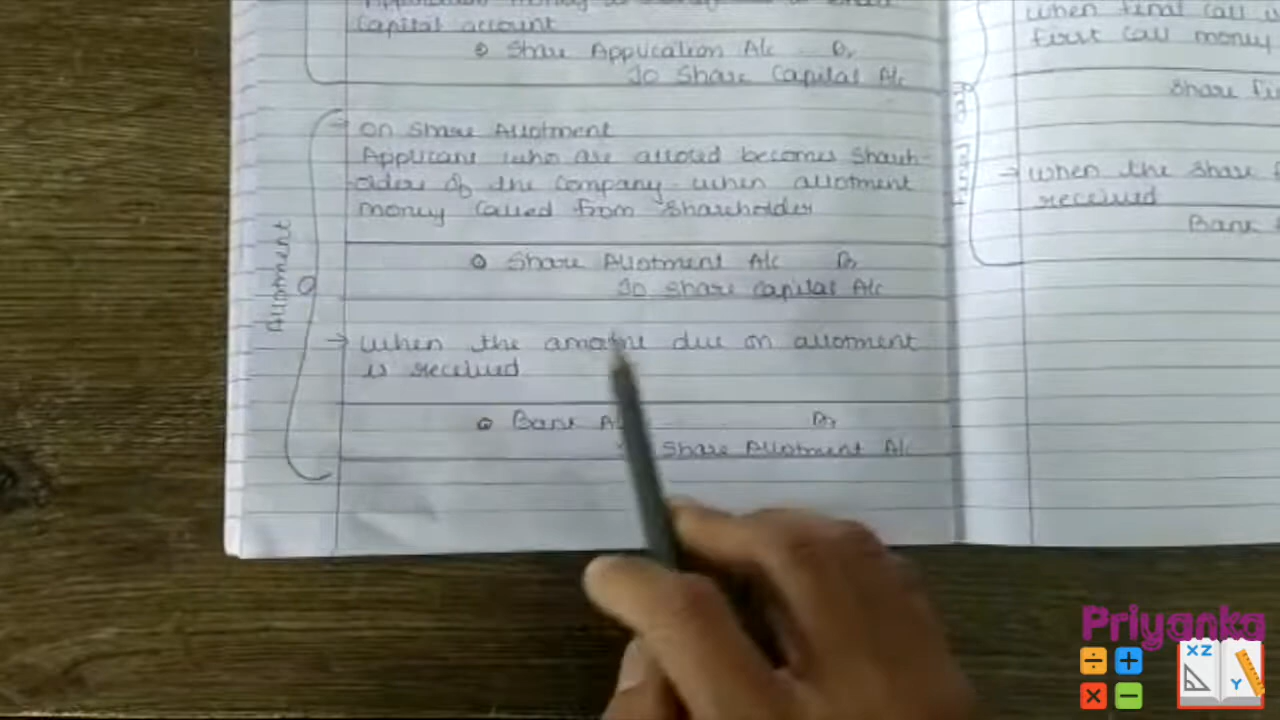 Capital account
Share Application A/c Dr
To Share Capital A/c
Allotment
→ On Share Allotment
Applicant who are alloted becomes Shareh-
olders of the company. when allotment
money called from Shareholder
Share Allotment A/c Dr
To Share Capital A/c
→ When the amount due on allotment
is received
Bank A/c Dr
Share Allotment A/c
When final call
first call money
Share
→ When the Share
received
Bank
Priyanka
÷ +
× −
XZ
Y